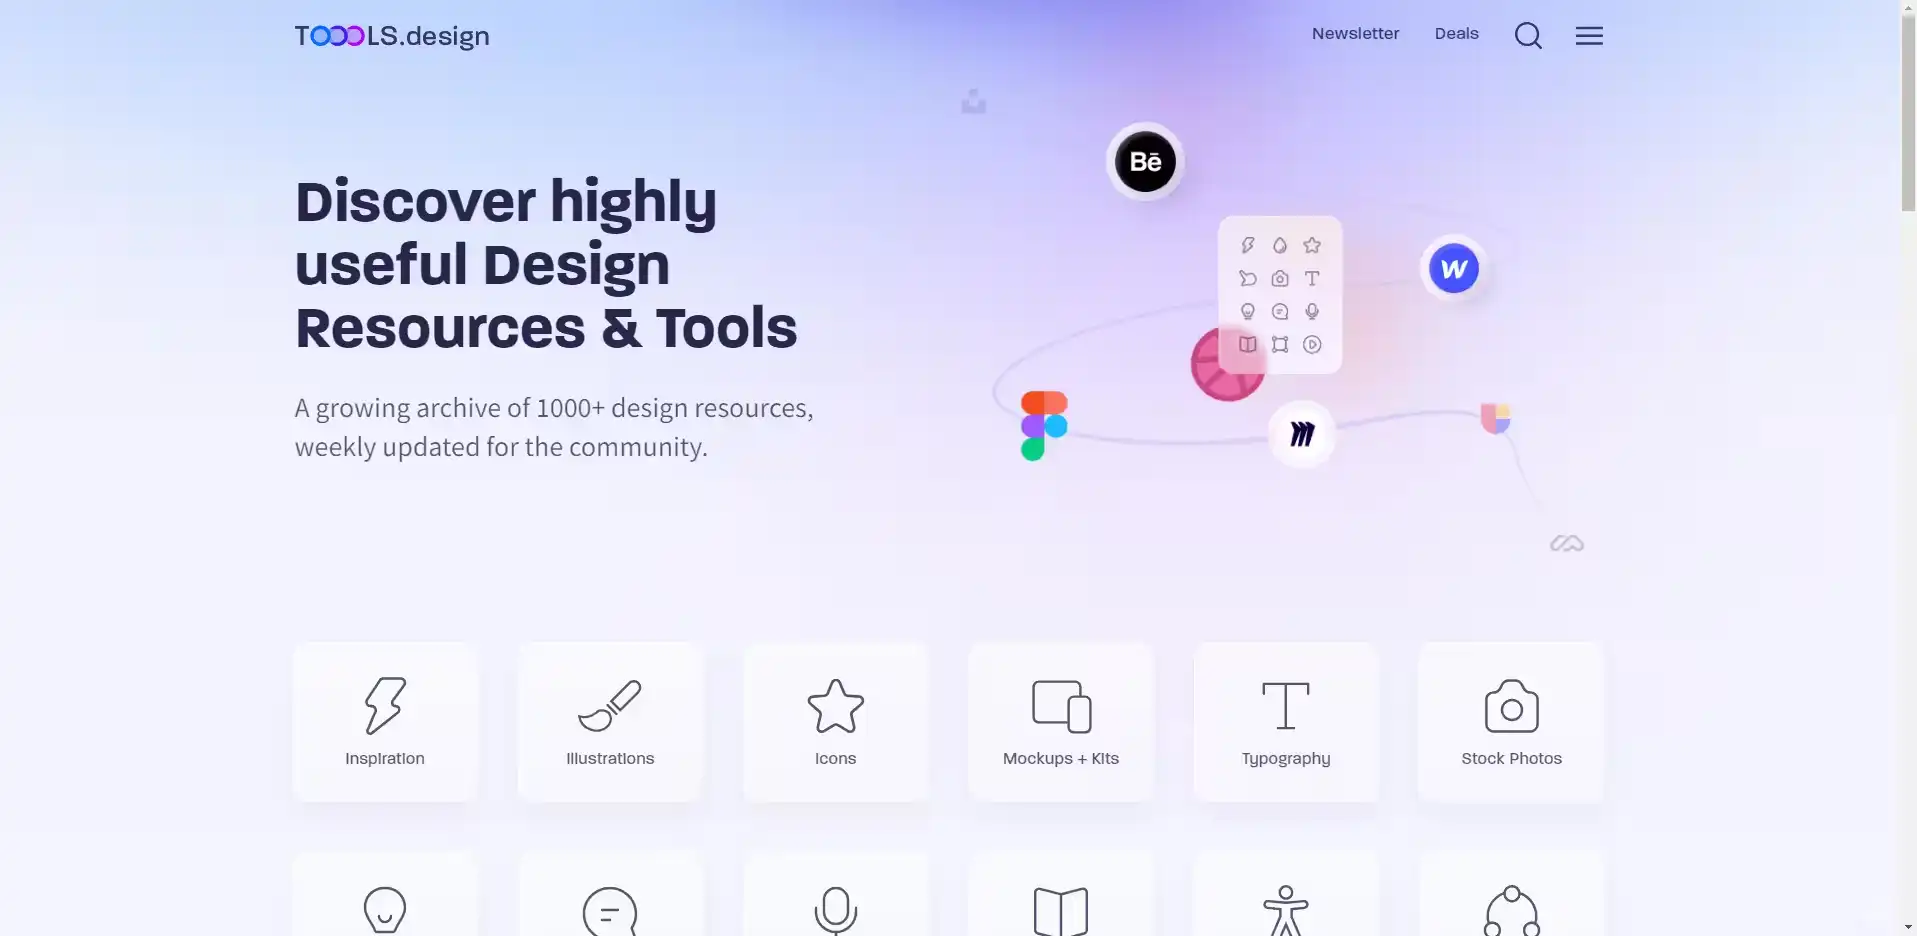 TOOOLS.design
Newsletter
Deals
Bē
W
Discover highly
useful Design
Resources & Tools
A growing archive of 1000+ design resources,
weekly updated for the community.
Inspiration
Illustrations
Icons
Mockups + Kits
Typography
Stock Photos